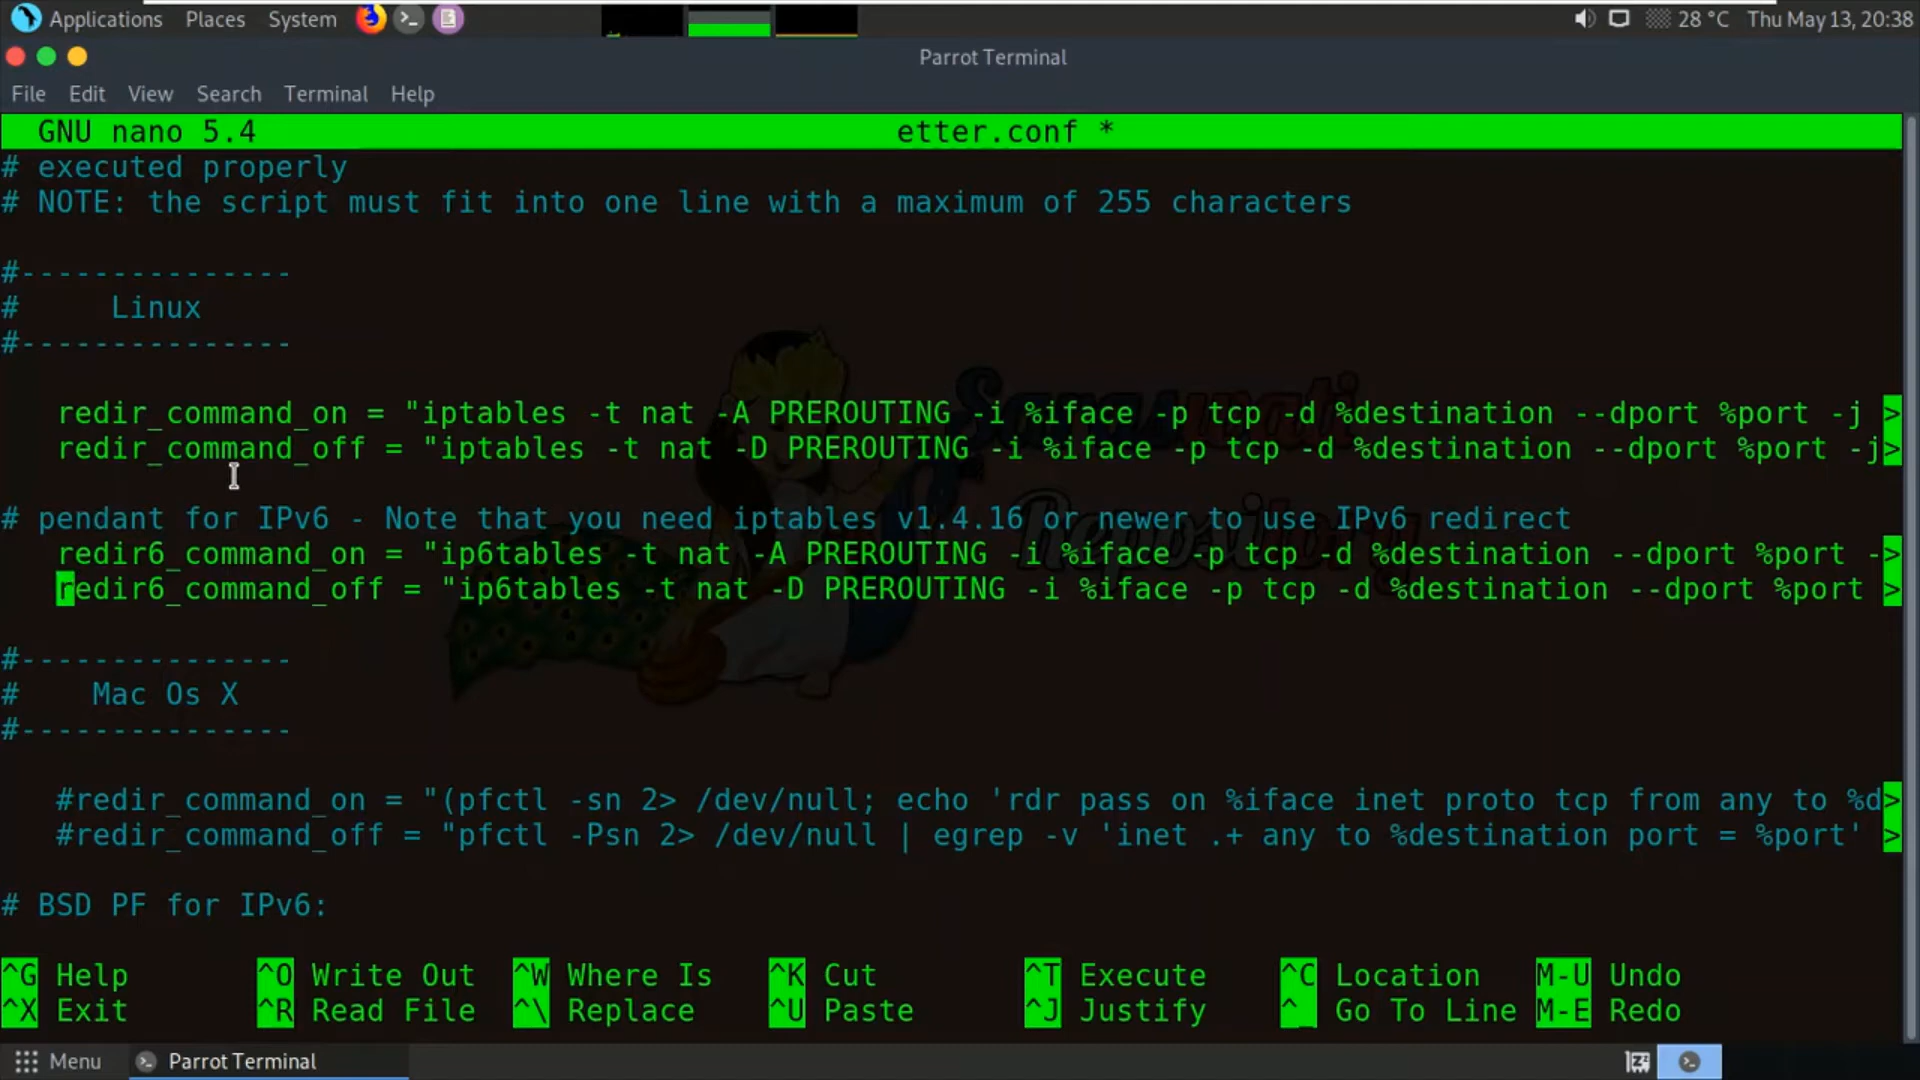 Applications Places System 28 °C Thu May 13, 20:38
Parrot Terminal
File Edit View Search Terminal Help
GNU nano 5.4 etter.conf *
# executed properly
# NOTE: the script must fit into one line with a maximum of 255 characters
#---------------
# Linux
#---------------
redir_command_on = "iptables -t nat -A PREROUTING -i %iface -p tcp -d %destination --dport %port -j >
redir_command_off = "iptables -t nat -D PREROUTING -i %iface -p tcp -d %destination --dport %port -j>
# pendant for IPv6 - Note that you need iptables v1.4.16 or newer to use IPv6 redirect
redir6_command_on = "ip6tables -t nat -A PREROUTING -i %iface -p tcp -d %destination --dport %port ->
redir6_command_off = "ip6tables -t nat -D PREROUTING -i %iface -p tcp -d %destination --dport %port >
#---------------
# Mac Os X
#---------------
#redir_command_on = "(pfctl -sn 2> /dev/null; echo 'rdr pass on %iface inet proto tcp from any to %d>
#redir_command_off = "pfctl -Psn 2> /dev/null | egrep -v 'inet .+ any to %destination port = %port' >
# BSD PF for IPv6:
^G Help ^O Write Out ^W Where Is ^K Cut ^T Execute ^C Location M-U Undo
^X Exit ^R Read File ^\ Replace ^U Paste ^J Justify ^_ Go To Line M-E Redo
Menu Parrot Terminal
Saraswati
Repository